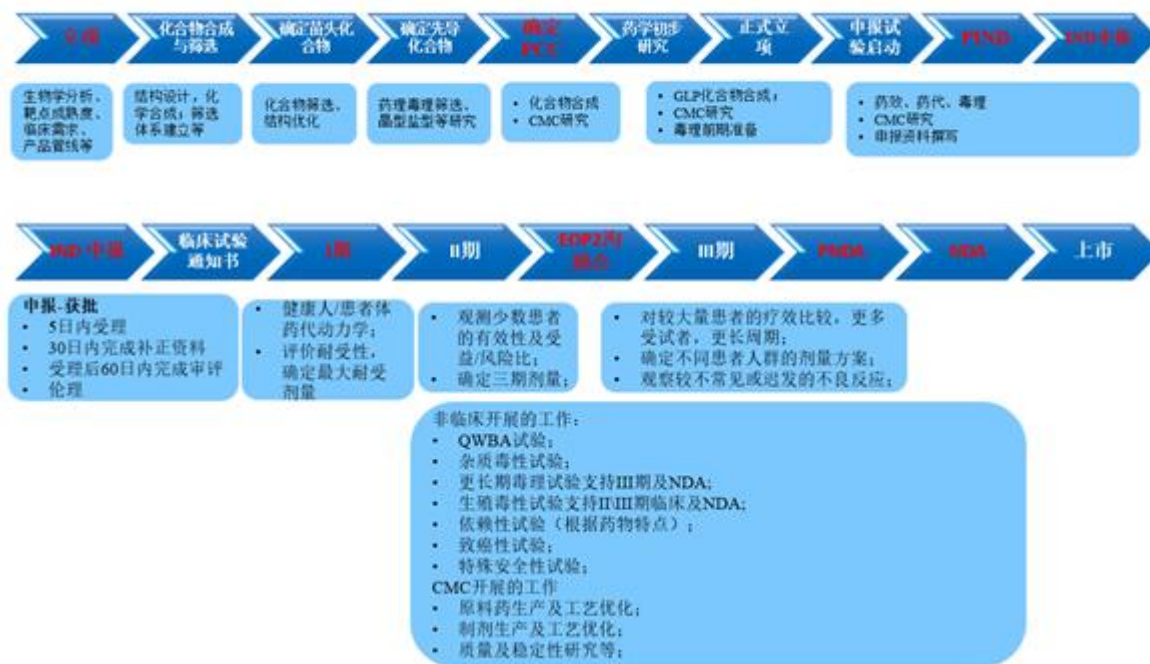 立项
化合物合成
与筛选
确定苗头化
合物
确定先导
化合物
确定
PCC
药学初步
研究
正式立
项
申报试
验启动
PIND
IND申报
生物学分析、
靶点成熟度、
临床需求、
产品管线等
结构设计，化
学合成；筛选
体系建立等
化合物筛选、
结构优化
药理毒理筛选、
晶型盐型等研究
• 化合物合成
• CMC研究
• GLP化合物合成；
• CMC研究
• 毒理前期准备
• 药效、药代、毒理
• CMC研究
• 申报资料撰写
IND 申报
临床试验
通知书
I期
II期
EOP2沟
通会
III期
PNDA
NDA
上市
申报-获批
• 5日内受理
• 30日内完成补正资料
• 受理后60日内完成审评
• 伦理
• 健康人/患者体
药代动力学；
• 评价耐受性，
确定最大耐受
剂量
• 观测少数患者
的有效性及受
益/风险比；
• 确定三期剂量；
• 对较大量患者的疗效比较，更多
受试者，更长周期；
• 确定不同患者人群的剂量方案；
• 观察较不常见或迟发的不良反应；
非临床开展的工作：
• QWBA试验；
• 杂质毒性试验；
• 更长期毒理试验支持III期及NDA;
• 生殖毒性试验支持II\III期临床及NDA;
• 依赖性试验（根据药物特点）；
• 致癌性试验；
• 特殊安全性试验；
CMC开展的工作
• 原料药生产及工艺优化；
• 制剂生产及工艺优化；
• 质量及稳定性研究等；